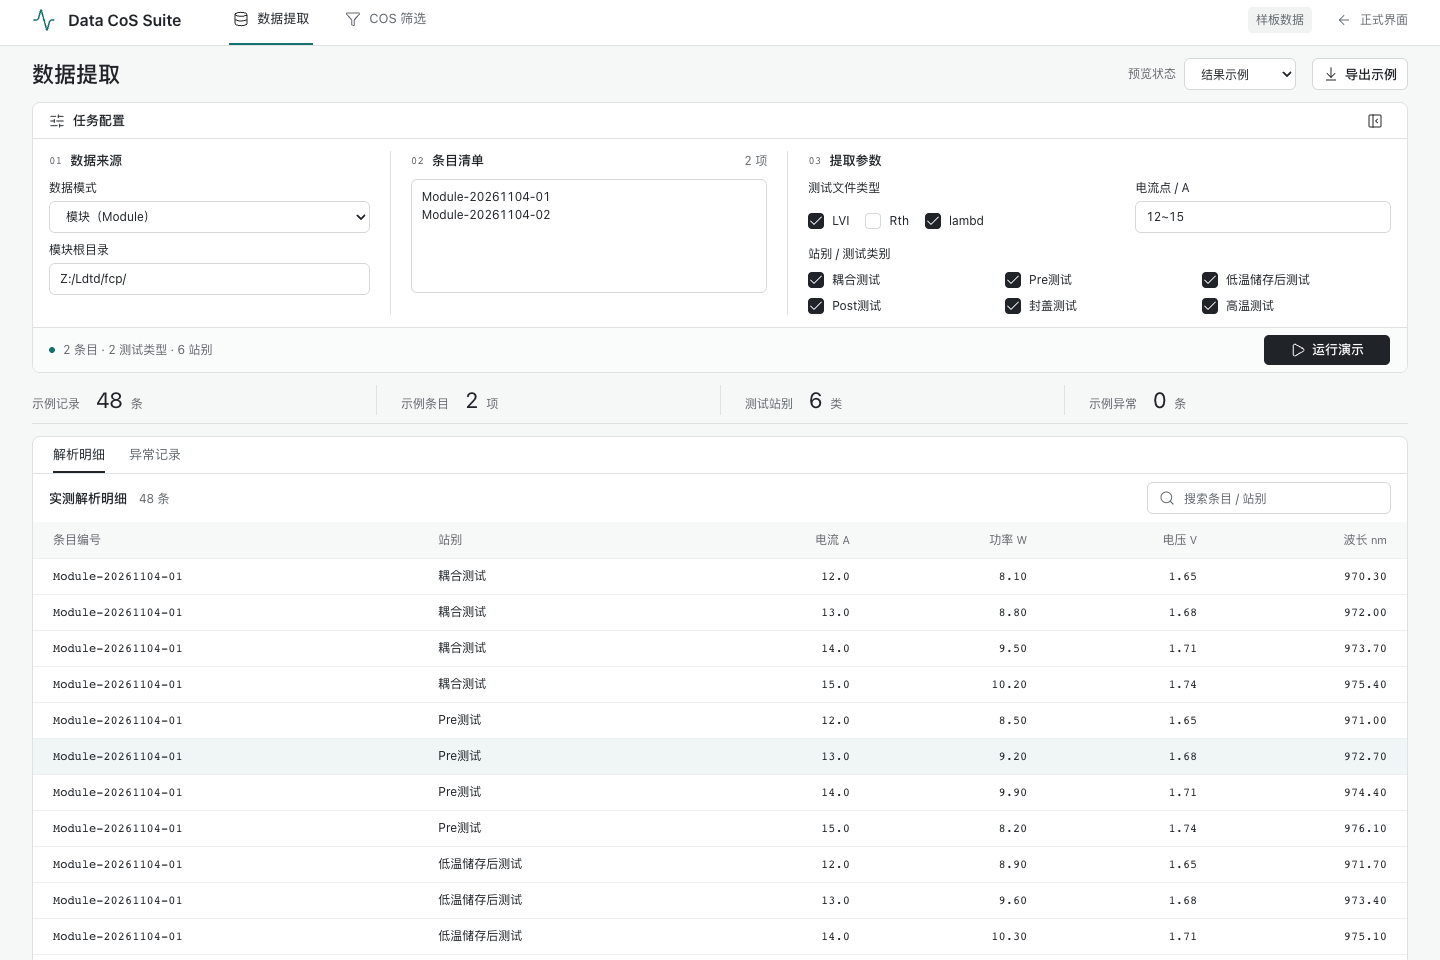 Data CoS Suite 数据提取 COS 筛选 样板数据 正式界面
数据提取 预览状态 结果示例 导出示例
任务配置
01 数据来源
数据模式
模块 (Module)
模块根目录
Z:/Ldtd/fcp/
02 条目清单 2 项
Module-20261104-01
Module-20261104-02
03 提取参数
测试文件类型
LVI Rth lambd
电流点 / A
12~15
站别 / 测试类别
耦合测试 Pre测试 低温储存后测试
Post测试 封盖测试 高温测试
2 条目 · 2 测试类型 · 6 站别 运行演示
示例记录 48 条 示例条目 2 项 测试站别 6 类 示例异常 0 条
解析明细 异常记录
实测解析明细 48 条 搜索条目 / 站别
条目编号 站别 电流 A 功率 W 电压 V 波长 nm
Module-20261104-01 耦合测试 12.0 8.10 1.65 970.30
Module-20261104-01 耦合测试 13.0 8.80 1.68 972.00
Module-20261104-01 耦合测试 14.0 9.50 1.71 973.70
Module-20261104-01 耦合测试 15.0 10.20 1.74 975.40
Module-20261104-01 Pre测试 12.0 8.50 1.65 971.00
Module-20261104-01 Pre测试 13.0 9.20 1.68 972.70
Module-20261104-01 Pre测试 14.0 9.90 1.71 974.40
Module-20261104-01 Pre测试 15.0 8.20 1.74 976.10
Module-20261104-01 低温储存后测试 12.0 8.90 1.65 971.70
Module-20261104-01 低温储存后测试 13.0 9.60 1.68 973.40
Module-20261104-01 低温储存后测试 14.0 10.30 1.71 975.10